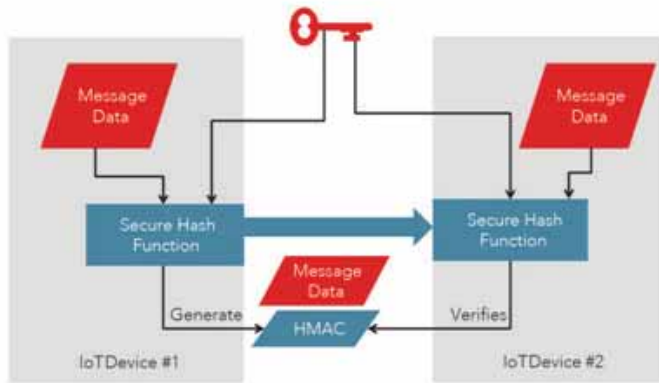 Message
Data
Message
Data
Secure Hash
Function
Secure Hash
Function
Message
Data
Generate
HMAC
Verifies
IoTDevice #1
IoTDevice #2